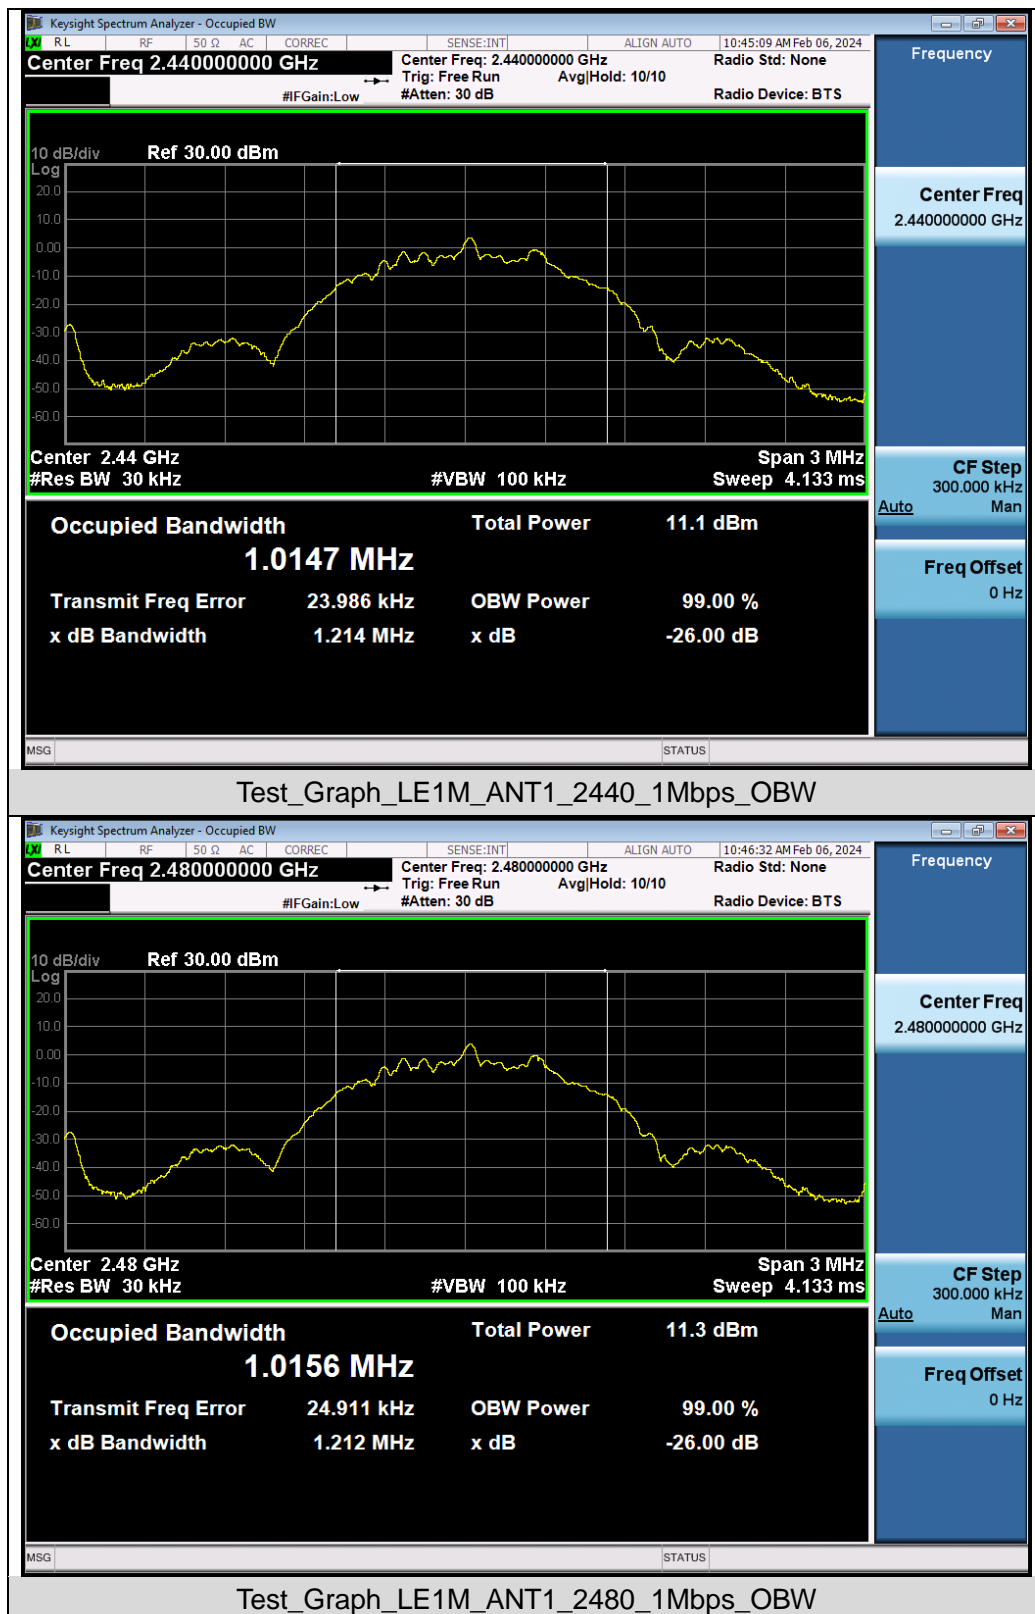 Keysight Spectrum Analyzer - Occupied BW
LXI RL RF 50 Ω AC CORREC SENSE:INT ALIGN AUTO 10:45:09 AM Feb 06, 2024
Center Freq 2.440000000 GHz
Center Freq: 2.440000000 GHz
Radio Std: None
Trig: Free Run Avg|Hold: 10/10
#IFGain:Low #Atten: 30 dB
Radio Device: BTS
Frequency
10 dB/div Ref 30.00 dBm
Log
20.0
10.0
0.00
-10.0
-20.0
-30.0
-40.0
-50.0
-60.0
Center 2.44 GHz Span 3 MHz
#Res BW 30 kHz #VBW 100 kHz Sweep 4.133 ms
Center Freq
2.440000000 GHz
CF Step
300.000 kHz
Auto Man
Freq Offset
0 Hz
Occupied Bandwidth Total Power 11.1 dBm
1.0147 MHz
Transmit Freq Error 23.986 kHz OBW Power 99.00 %
x dB Bandwidth 1.214 MHz x dB -26.00 dB
MSG STATUS
Test_Graph_LE1M_ANT1_2440_1Mbps_OBW
Keysight Spectrum Analyzer - Occupied BW
LXI RL RF 50 Ω AC CORREC SENSE:INT ALIGN AUTO 10:46:32 AM Feb 06, 2024
Center Freq 2.480000000 GHz
Center Freq: 2.480000000 GHz
Radio Std: None
Trig: Free Run Avg|Hold: 10/10
#IFGain:Low #Atten: 30 dB
Radio Device: BTS
Frequency
10 dB/div Ref 30.00 dBm
Log
20.0
10.0
0.00
-10.0
-20.0
-30.0
-40.0
-50.0
-60.0
Center 2.48 GHz Span 3 MHz
#Res BW 30 kHz #VBW 100 kHz Sweep 4.133 ms
Center Freq
2.480000000 GHz
CF Step
300.000 kHz
Auto Man
Freq Offset
0 Hz
Occupied Bandwidth Total Power 11.3 dBm
1.0156 MHz
Transmit Freq Error 24.911 kHz OBW Power 99.00 %
x dB Bandwidth 1.212 MHz x dB -26.00 dB
MSG STATUS
Test_Graph_LE1M_ANT1_2480_1Mbps_OBW